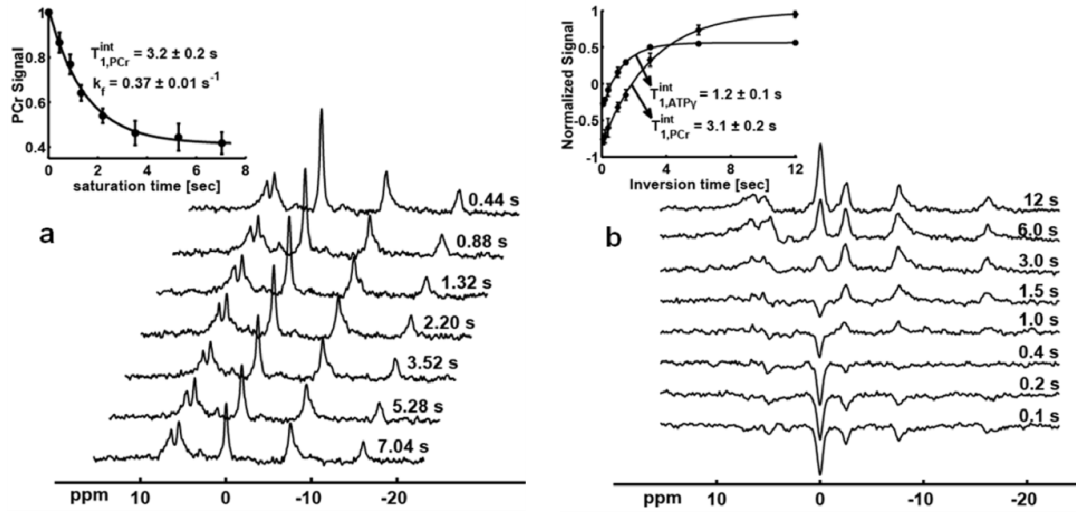 PCr Signal
1
0.8
0.6
0.4
T1,PCr^int = 3.2 ± 0.2 s
kf = 0.37 ± 0.01 s^-1
0 2 4 6 8
saturation time [sec]
a
0.44 s
0.88 s
1.32 s
2.20 s
3.52 s
5.28 s
7.04 s
ppm 10 0 -10 -20
Normalized Signal
1
0.5
0
-0.5
-1
T1,ATPγ^int = 1.2 ± 0.1 s
T1,PCr^int = 3.1 ± 0.2 s
0 4 8 12
Inversion time [sec]
b
12 s
6.0 s
3.0 s
1.5 s
1.0 s
0.4 s
0.2 s
0.1 s
ppm 10 0 -10 -20